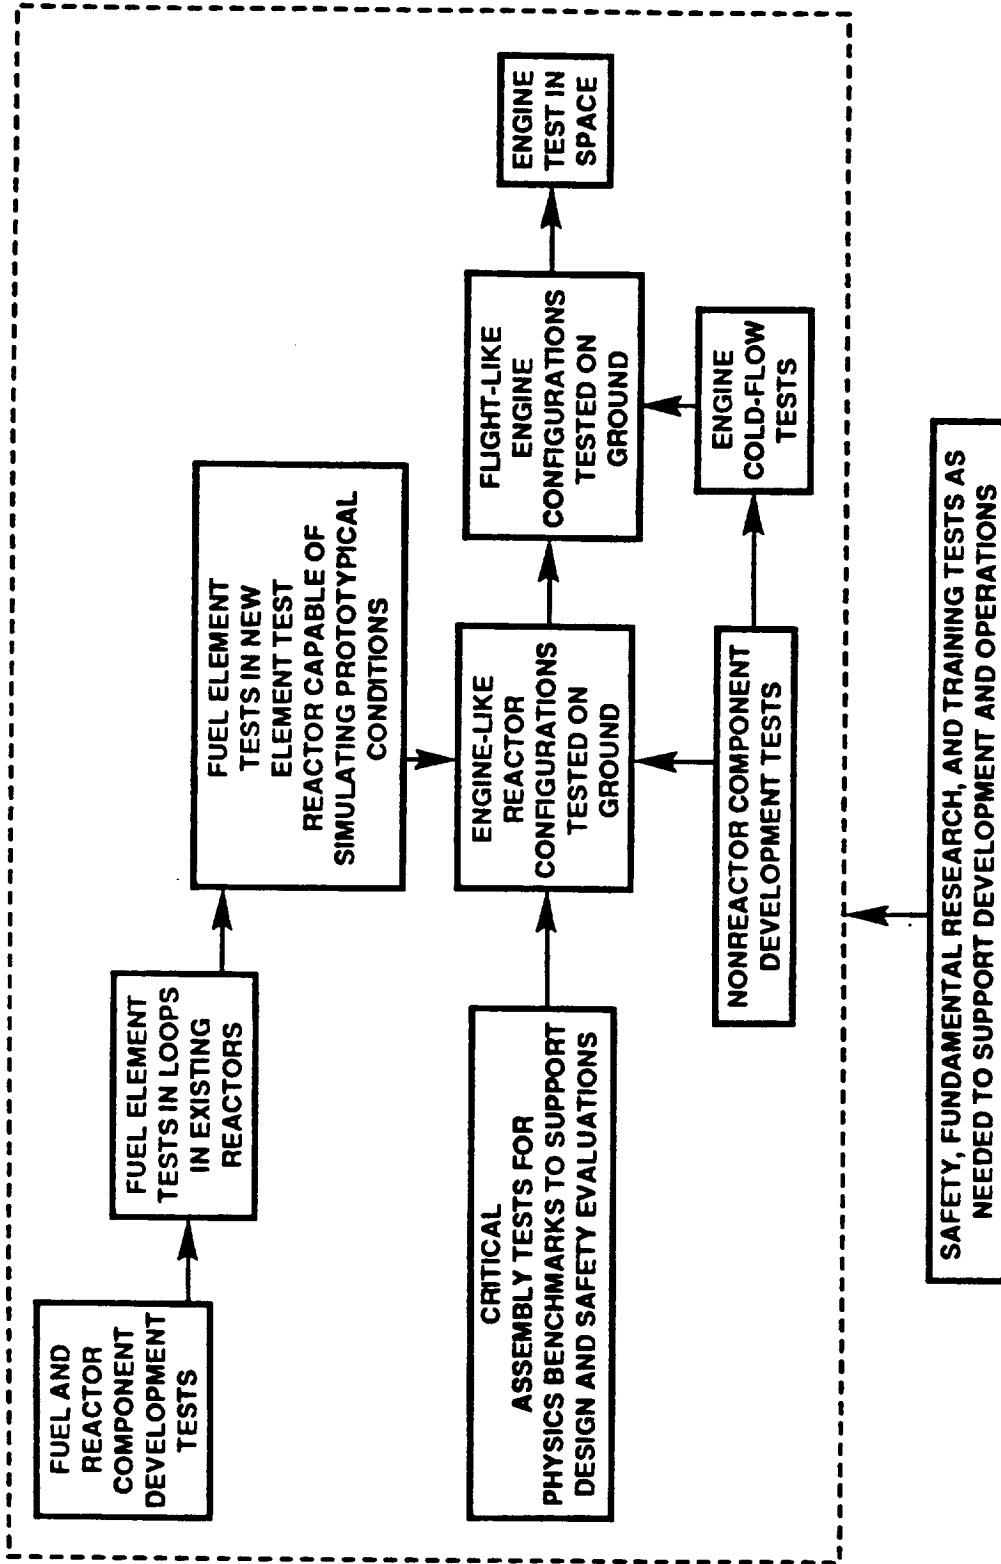 FUEL AND
REACTOR
COMPONENT
DEVELOPMENT
TESTS
FUEL ELEMENT
TESTS IN LOOPS
IN EXISTING
REACTORS
FUEL ELEMENT
TESTS IN NEW
ELEMENT TEST
REACTOR CAPABLE OF
SIMULATING PROTOTYPICAL
CONDITIONS
CRITICAL
ASSEMBLY TESTS FOR
PHYSICS BENCHMARKS TO SUPPORT
DESIGN AND SAFETY EVALUATIONS
ENGINE-LIKE
REACTOR
CONFIGURATIONS
TESTED ON
GROUND
FLIGHT-LIKE
ENGINE
CONFIGURATIONS
TESTED ON
GROUND
ENGINE
TEST IN
SPACE
NONREACTOR COMPONENT
DEVELOPMENT TESTS
ENGINE
COLD-FLOW
TESTS
SAFETY, FUNDAMENTAL RESEARCH, AND TRAINING TESTS AS
NEEDED TO SUPPORT DEVELOPMENT AND OPERATIONS